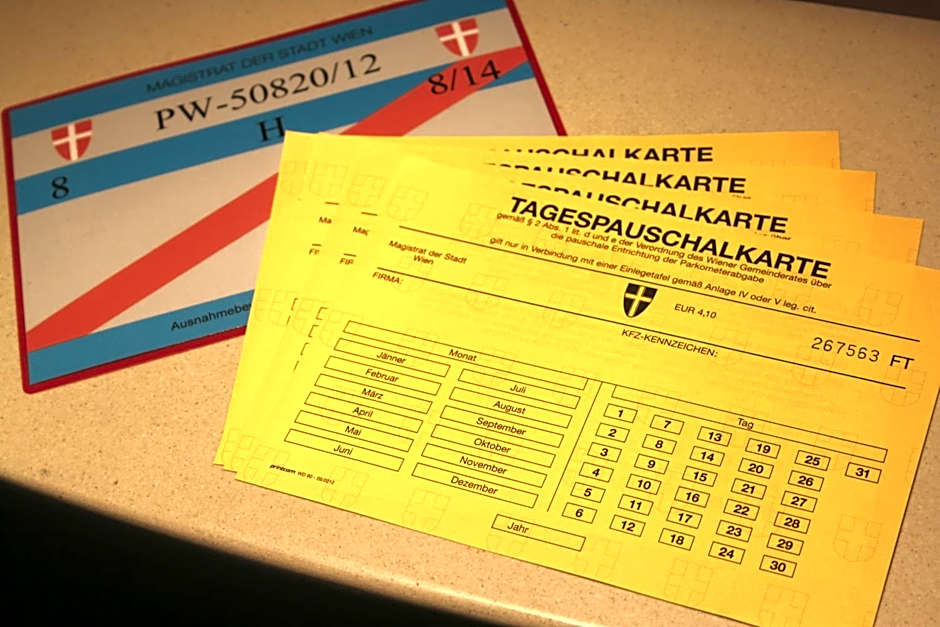 MAGISTRAT DER STADT WIEN
PW-50820/12
8/14
H
8
Ausnahmebe
PAUSCHALKARTE
ESPAUSCHALKARTE
ESPAUSCHALKARTE
TAGESPAUSCHALKARTE
gemäß § 2 Abs. 1 lit. d und e der Verordnung des Wiener Gemeinderates über
die pauschale Entrichtung der Parkometerabgabe
gilt nur in Verbindung mit einer Einlegetafel gemäß Anlage IV oder V leg. cit.
Magistrat der Stadt
Wien
FIRMA:
EUR 4,10
KFZ-KENNZEICHEN:
267563 FT
Monat
Jänner
Februar
März
April
Mai
Juni
Juli
August
September
Oktober
November
Dezember
Jahr
Tag
1 7 13 19 25 31
2 8 14 20 26
3 9 15 21 27
4 10 16 22 28
5 11 17 23 29
6 12 18 24 30